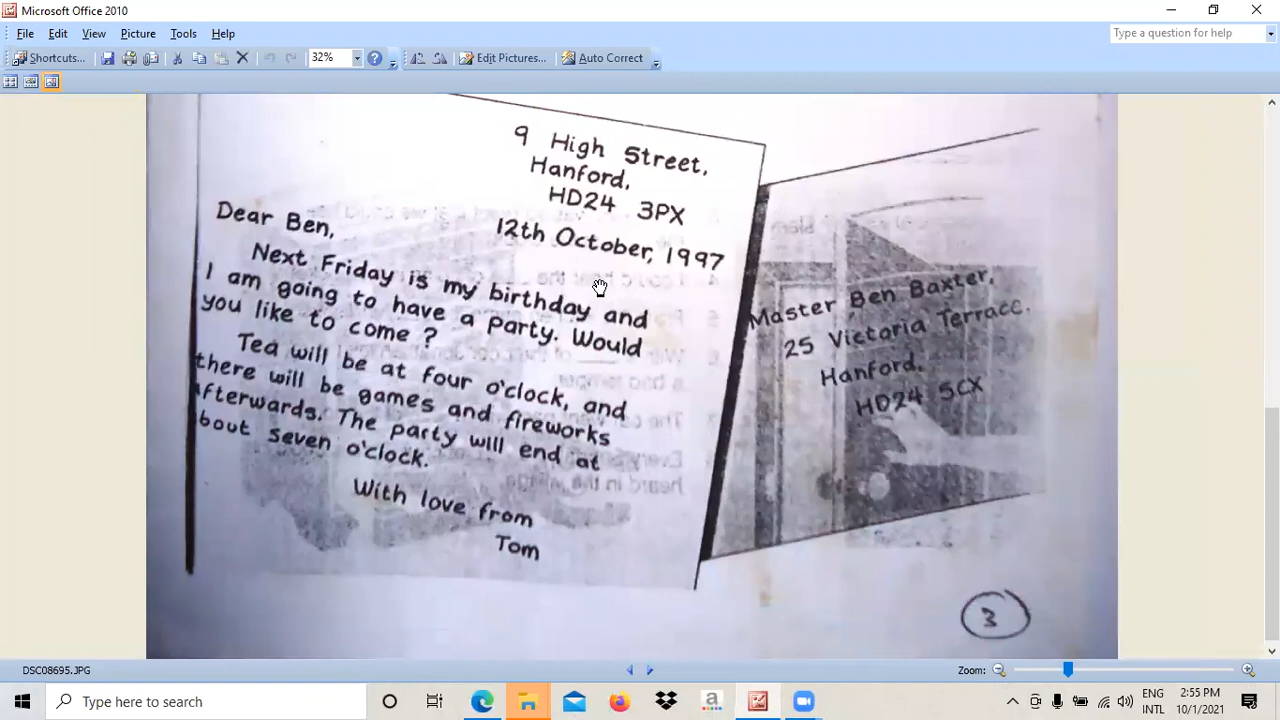 Microsoft Office 2010
File Edit View Picture Tools Help
Type a question for help
Shortcuts...
32%
Edit Pictures...
Auto Correct
9 High Street,
Hanford,
HD24 3PX
12th October, 1997
Dear Ben,
Next Friday is my birthday and
I am going to have a party. Would
you like to come?
Tea will be at four o'clock, and
there will be games and fireworks
afterwards. The party will end at
bout seven o'clock.
With love from
Tom
Master Ben Baxter,
25 Victoria Terrace.
Hanford.
HD24 5CX
3
DSC08695.JPG
Zoom:
Type here to search
a
ENG
INTL
2:55 PM
10/1/2021